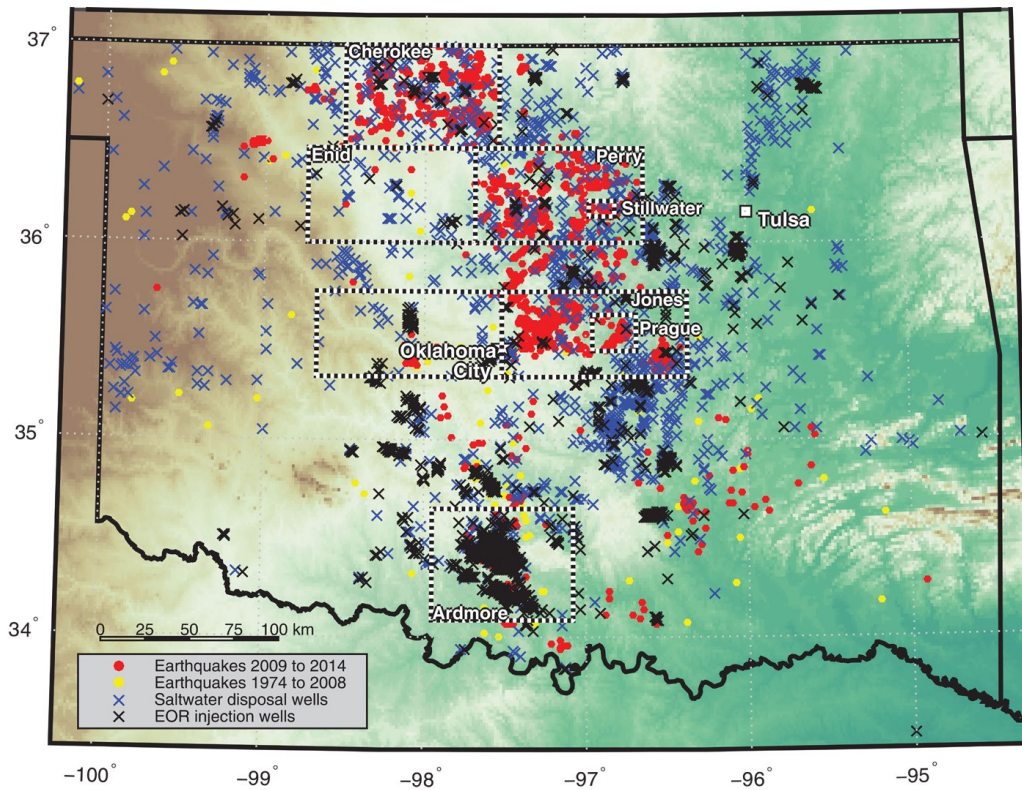 37°
Cherokee
Enid
Perry
Stillwater
Tulsa
36°
Jones
Prague
Oklahoma
City
35°
Ardmore
34°
0 25 50 75 100 km
Earthquakes 2009 to 2014
Earthquakes 1974 to 2008
Saltwater disposal wells
EOR injection wells
−100° −99° −98° −97° −96° −95°